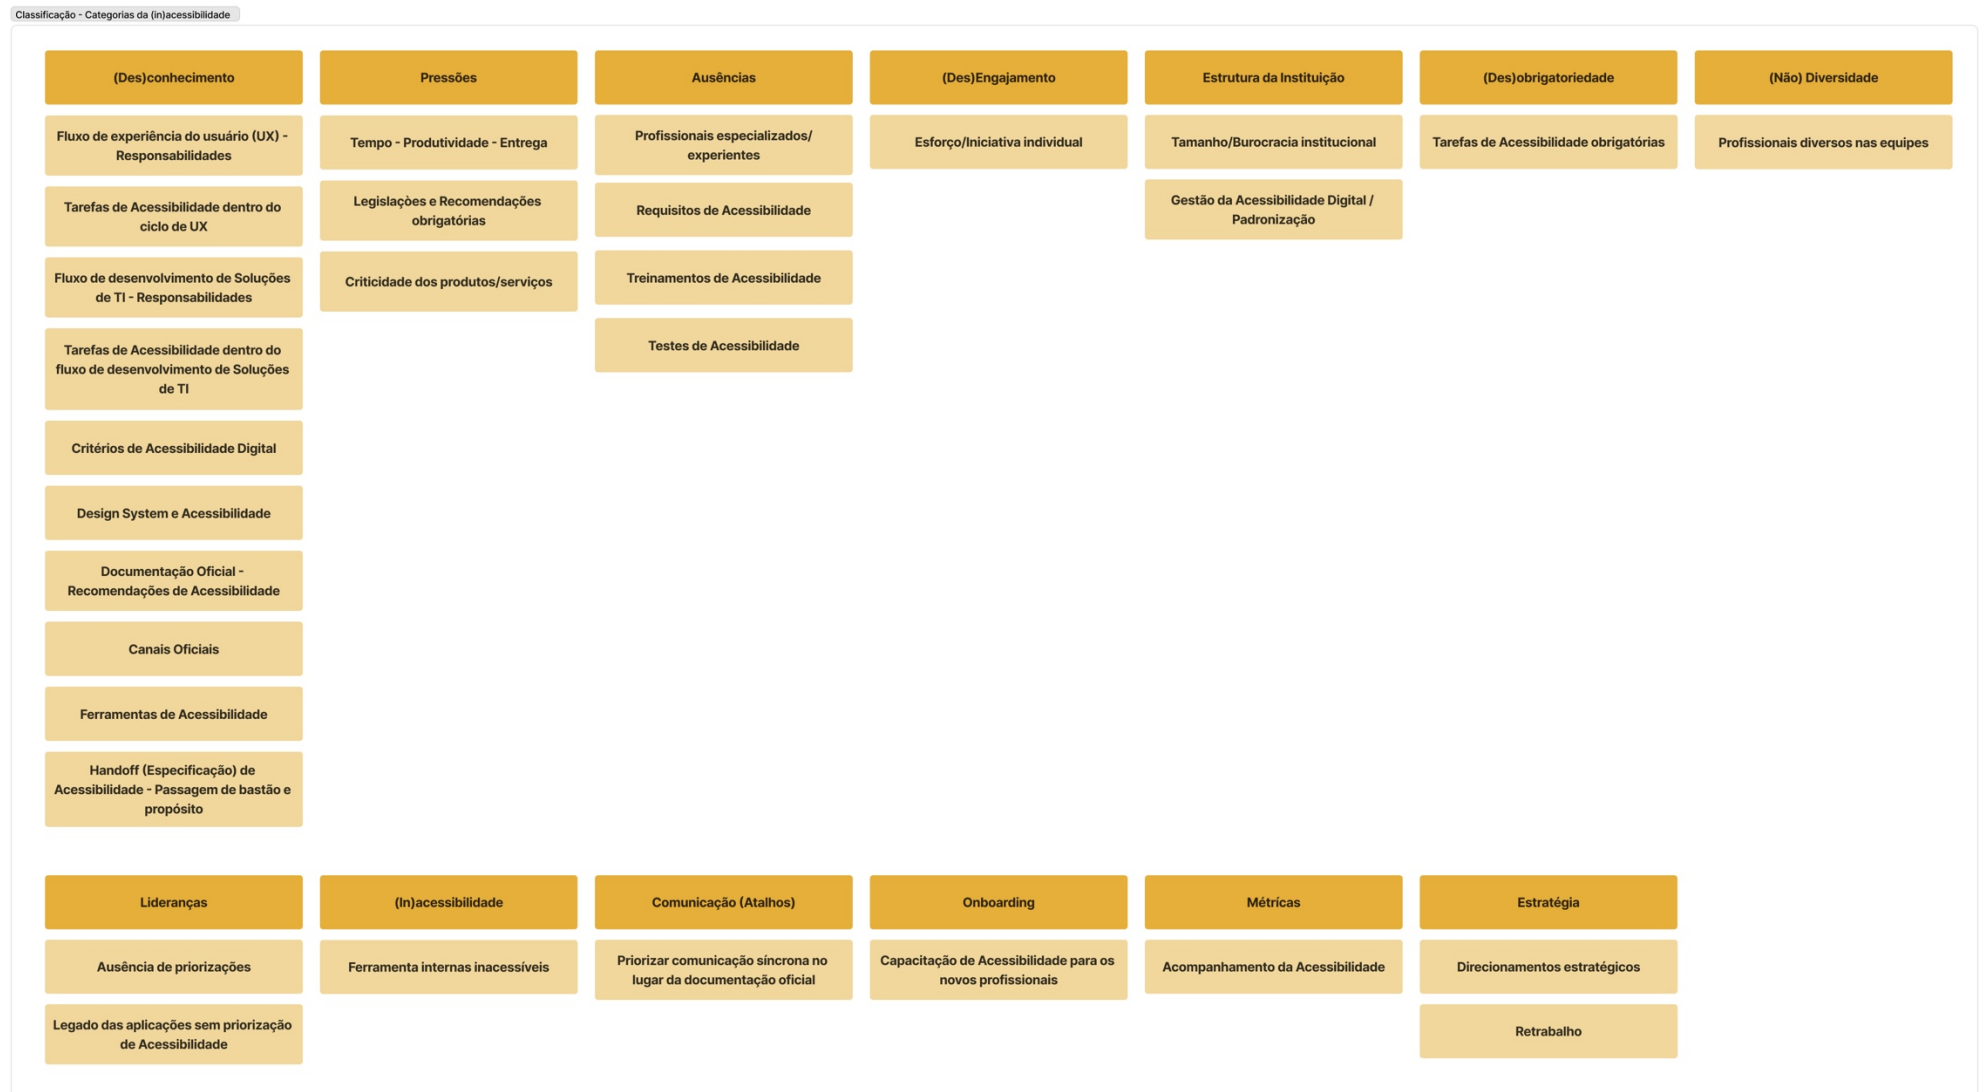 Classificação - Categorias da (in)acessibilidade
(Des)conhecimento
Fluxo de experiência do usuário (UX) -
Responsabilidades
Tarefas de Acessibilidade dentro do
ciclo de UX
Fluxo de desenvolvimento de Soluções
de TI - Responsabilidades
Tarefas de Acessibilidade dentro do
fluxo de desenvolvimento de Soluções
de TI
Critérios de Acessibilidade Digital
Design System e Acessibilidade
Documentação Oficial -
Recomendações de Acessibilidade
Canais Oficiais
Ferramentas de Acessibilidade
Handoff (Especificação) de
Acessibilidade - Passagem de bastão e
propósito
Pressões
Tempo - Produtividade - Entrega
Legislaçòes e Recomendações
obrigatórias
Criticidade dos produtos/serviços
Ausências
Profissionais especializados/
experientes
Requisitos de Acessibilidade
Treinamentos de Acessibilidade
Testes de Acessibilidade
(Des)Engajamento
Esforço/Iniciativa individual
Estrutura da Instituição
Tamanho/Burocracia institucional
Gestão da Acessibilidade Digital /
Padronização
(Des)obrigatoriedade
Tarefas de Acessibilidade obrigatórias
(Não) Diversidade
Profissionais diversos nas equipes
Lideranças
Ausência de priorizações
Legado das aplicações sem priorização
de Acessibilidade
(In)acessibilidade
Ferramenta internas inacessíveis
Comunicação (Atalhos)
Priorizar comunicação síncrona no
lugar da documentação oficial
Onboarding
Capacitação de Acessibilidade para os
novos profissionais
Métrícas
Acompanhamento da Acessibilidade
Estratégia
Direcionamentos estratégicos
Retrabalho